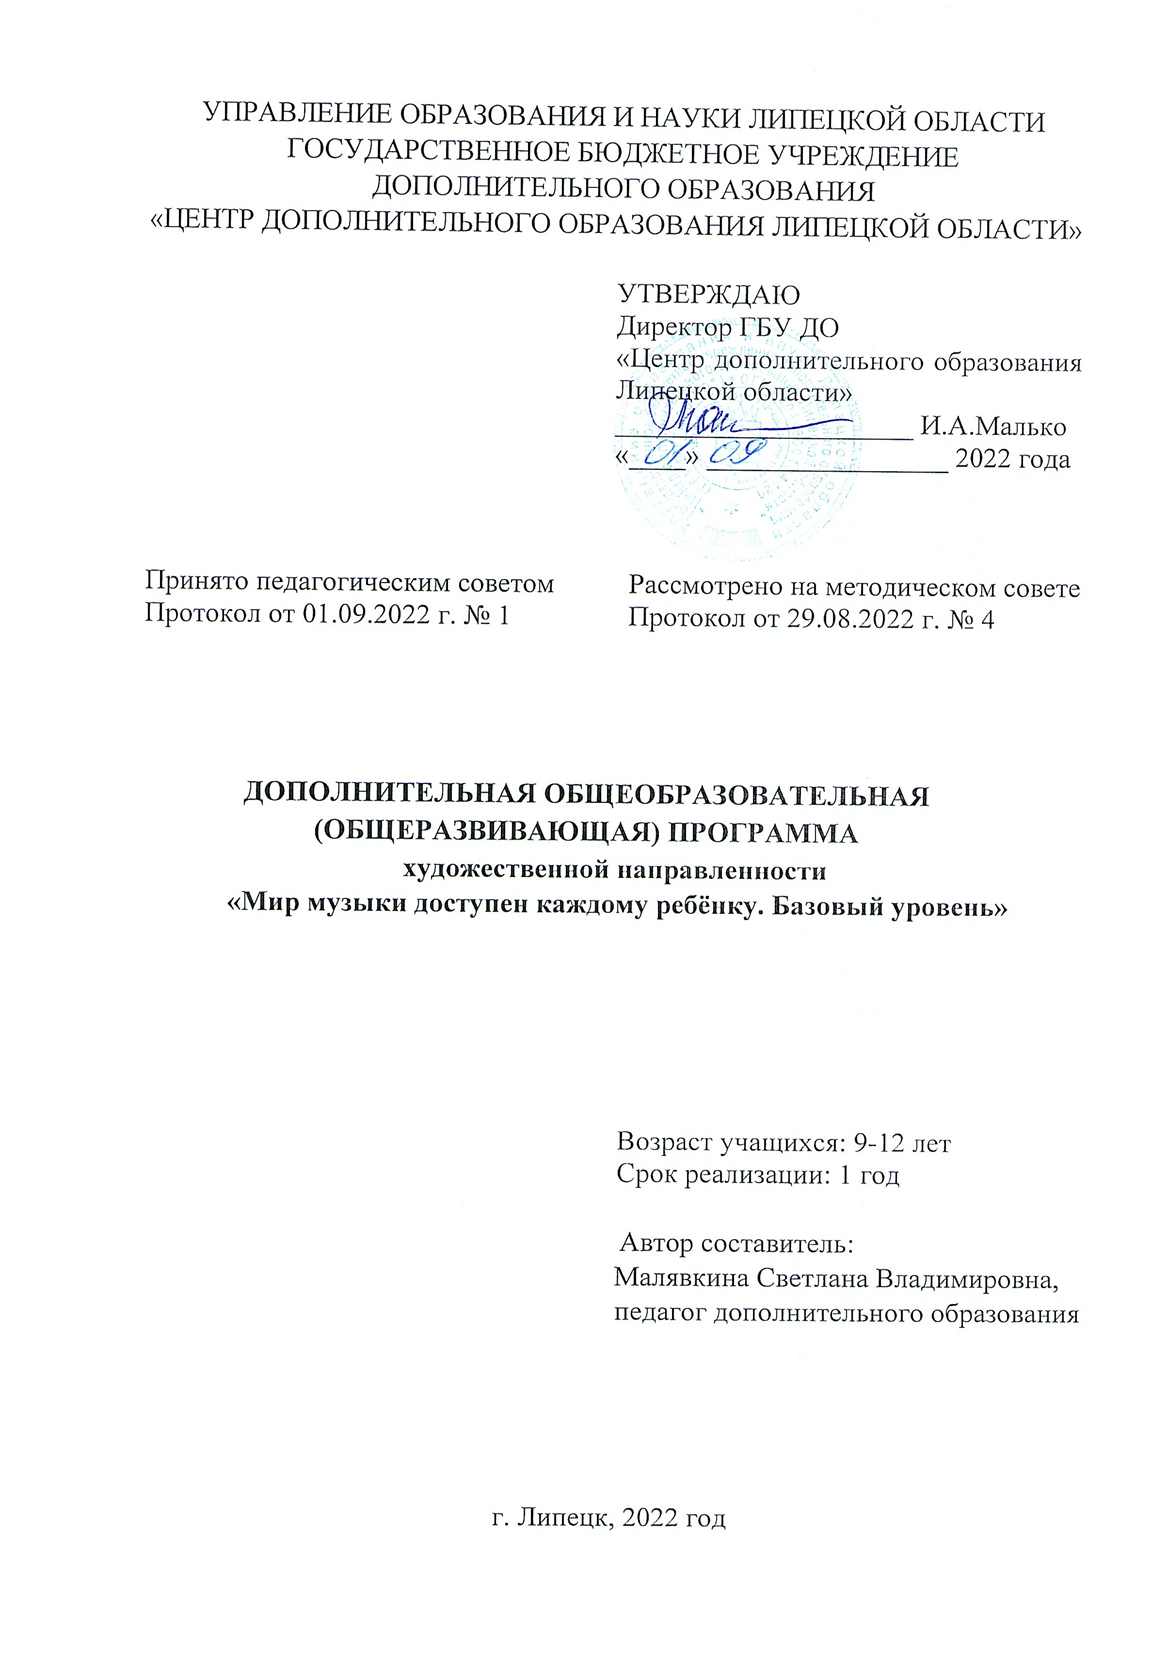 УПРАВЛЕНИЕ ОБРАЗОВАНИЯ И НАУКИ ЛИПЕЦКОЙ ОБЛАСТИ
ГОСУДАРСТВЕННОЕ БЮДЖЕТНОЕ УЧРЕЖДЕНИЕ
ДОПОЛНИТЕЛЬНОГО ОБРАЗОВАНИЯ
«ЦЕНТР ДОПОЛНИТЕЛЬНОГО ОБРАЗОВАНИЯ ЛИПЕЦКОЙ ОБЛАСТИ»
УТВЕРЖДАЮ
Директор ГБУ ДО
«Центр дополнительного образования
Липецкой области»
И.А.Малько
«01» 09 2022 года
Принято педагогическим советом
Протокол от 01.09.2022 г. № 1
Рассмотрено на методическом совете
Протокол от 29.08.2022 г. № 4
ДОПОЛНИТЕЛЬНАЯ ОБЩЕОБРАЗОВАТЕЛЬНАЯ
(ОБЩЕРАЗВИВАЮЩАЯ) ПРОГРАММА
художественной направленности
«Мир музыки доступен каждому ребёнку. Базовый уровень»
Возраст учащихся: 9-12 лет
Срок реализации: 1 год
Автор составитель:
Малявкина Светлана Владимировна,
педагог дополнительного образования
г. Липецк, 2022 год